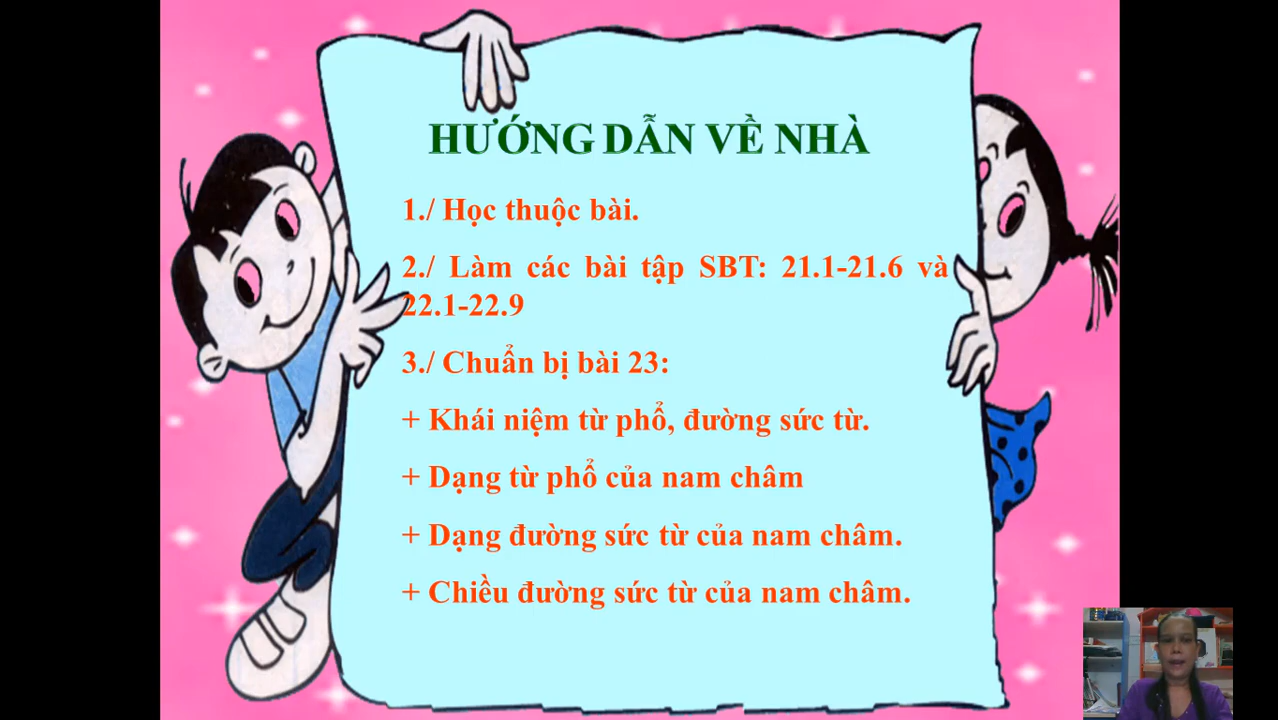 HƯỚNG DẪN VỀ NHÀ
1./ Học thuộc bài.
2./ Làm các bài tập SBT: 21.1-21.6 và
22.1-22.9
3./ Chuẩn bị bài 23:
+ Khái niệm từ phổ, đường sức từ.
+ Dạng từ phổ của nam châm
+ Dạng đường sức từ của nam châm.
+ Chiều đường sức từ của nam châm.